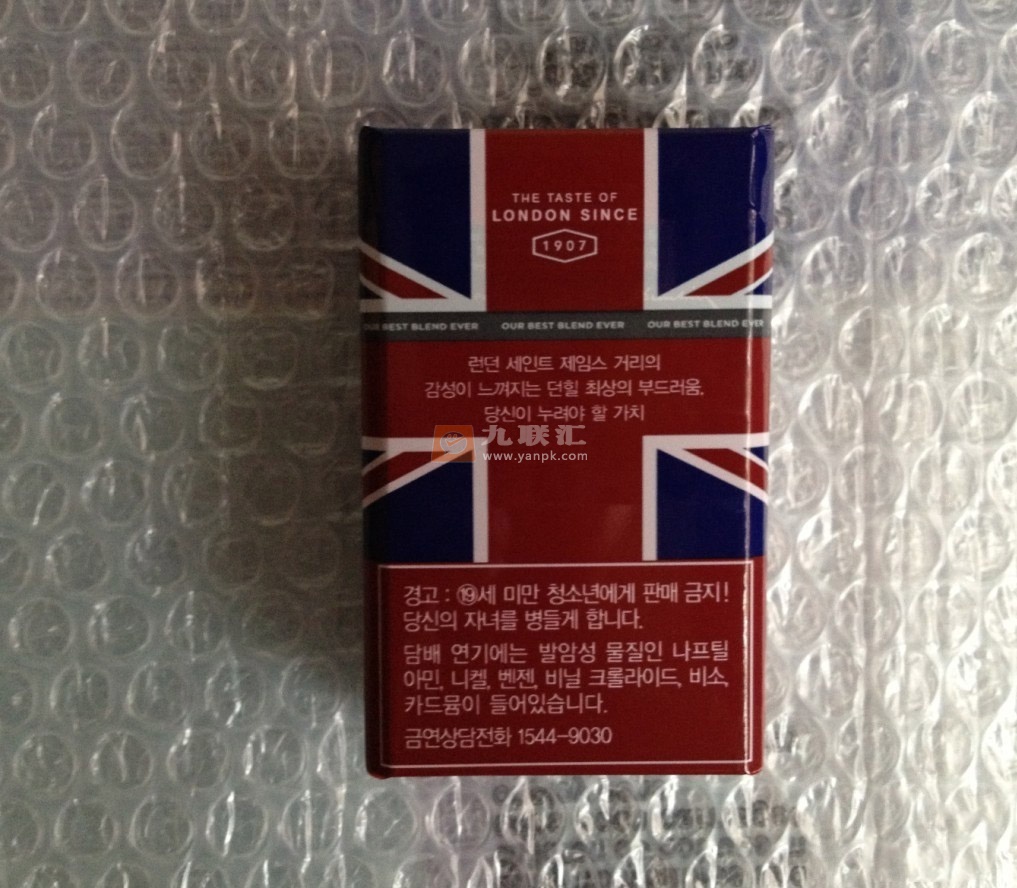 THE TASTE OF
LONDON SINCE
1907
OUR BEST BLEND EVER OUR BEST BLEND EVER OUR BEST BLEND EVER
런던 세인트 제임스 거리의
감성이 느껴지는 던힐 최상의 부드러움,
당신이 누려야 할 가치
九联汇
www.yanpk.com
경고 : ⑲세 미만 청소년에게 판매 금지!
당신의 자녀를 병들게 합니다.
담배 연기에는 발암성 물질인 나프틸
아민, 니켈, 벤젠, 비닐 크롤라이드, 비소,
카드뮴이 들어있습니다.
금연상담전화 1544-9030